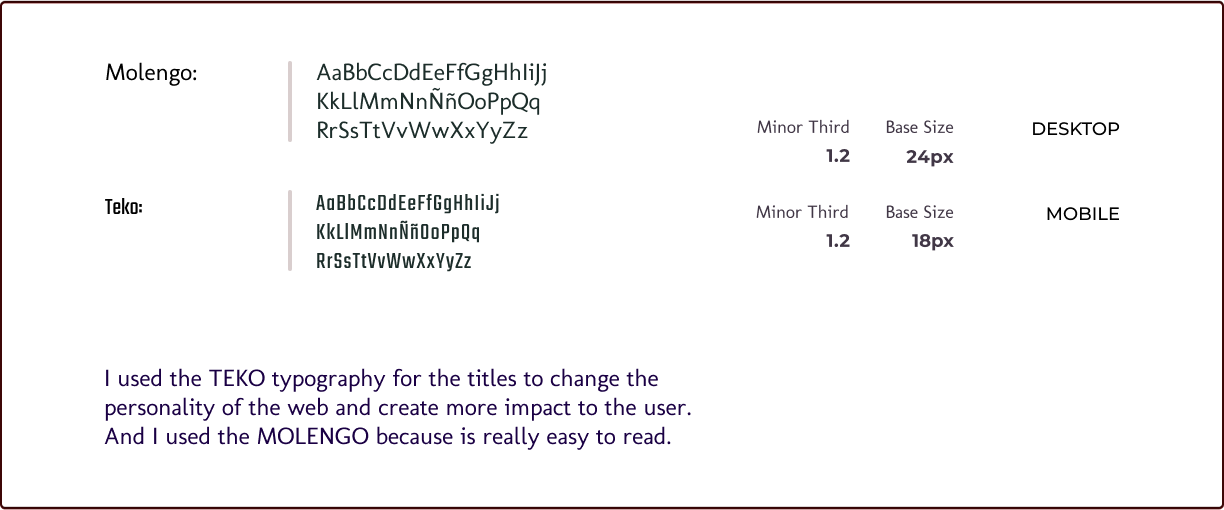 Molengo:
AaBbCcDdEeFfGgHhIiJj
KkLlMmNnÑñOoPpQq
RrSsTtVvWwXxYyZz
Teko:
AaBbCcDdEeFfGgHhIiJj
KkLlMmNnÑñOoPpQq
RrSsTtVvWwXxYyZz
Minor Third Base Size DESKTOP
1.2 24px
Minor Third Base Size MOBILE
1.2 18px
I used the TEKO typography for the titles to change the
personality of the web and create more impact to the user.
And I used the MOLENGO because is really easy to read.